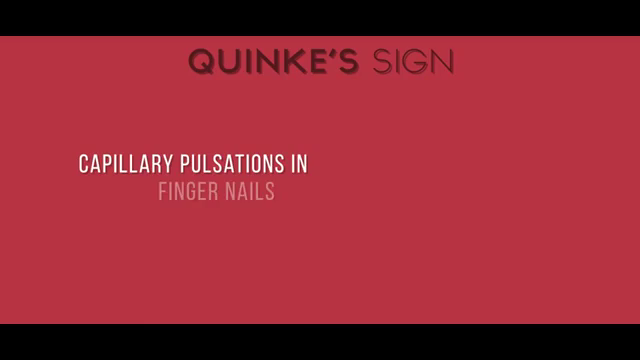 QUINKE'S SIGN
CAPILLARY PULSATIONS IN
FINGER NAILS